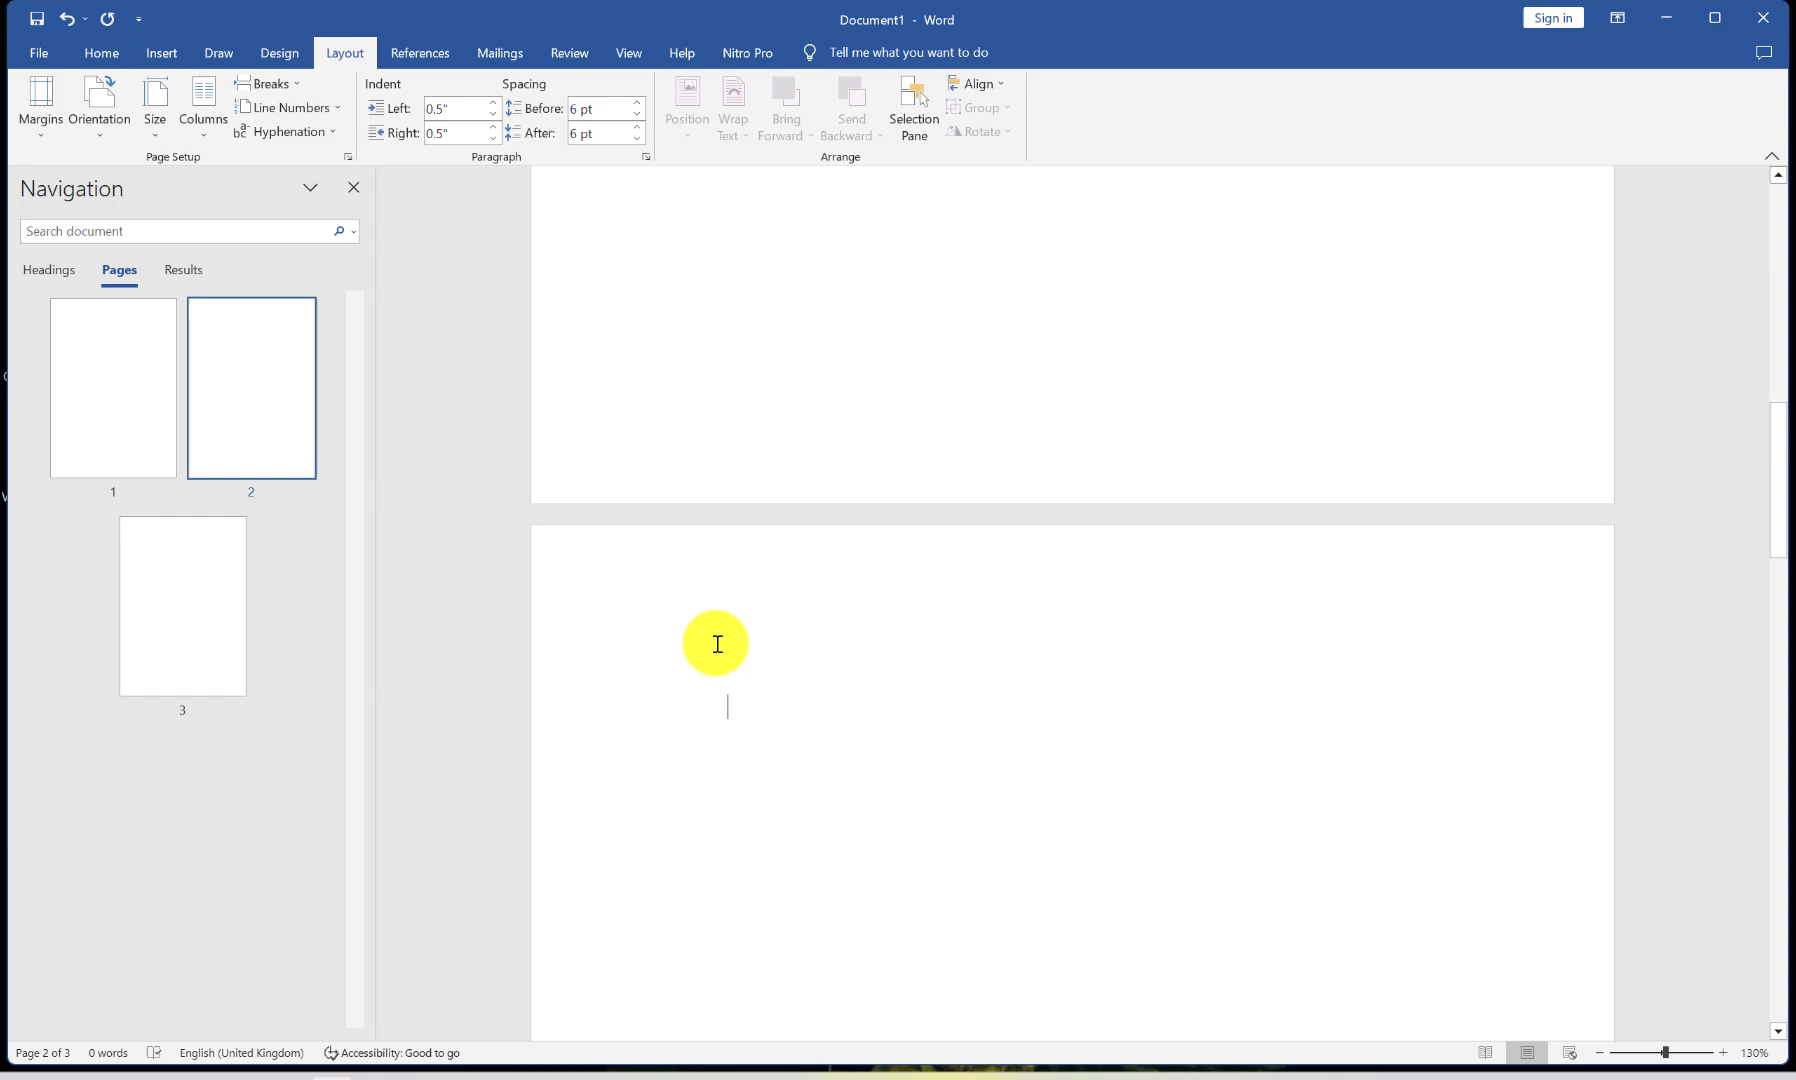 Document1 - Word
Sign in
File Home Insert Draw Design Layout References Mailings Review View Help Nitro Pro Tell me what you want to do
Margins Orientation Size Columns
Breaks
Line Numbers
Hyphenation
Page Setup
Indent Spacing
Left: 0.5" Before: 6 pt
Right: 0.5" After: 6 pt
Paragraph
Position
Wrap Text
Bring Forward
Send Backward
Selection Pane
Align
Group
Rotate
Arrange
Navigation
Search document
Headings Pages Results
1 2
3
Page 2 of 3 0 words English (United Kingdom) Accessibility: Good to go 130%